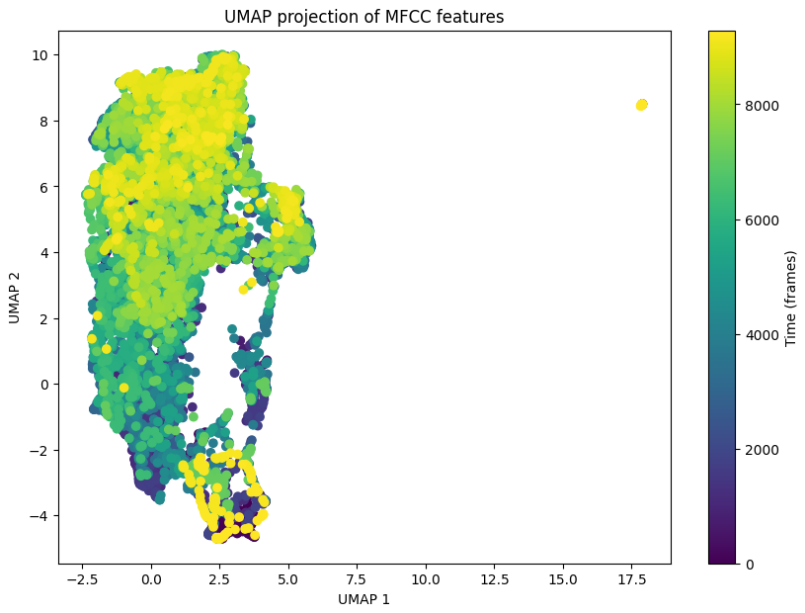 UMAP projection of MFCC features
10
8
6
4
2
0
−2
−4
UMAP 2
−2.5 0.0 2.5 5.0 7.5 10.0 12.5 15.0 17.5
UMAP 1
8000
6000
4000
2000
0
Time (frames)